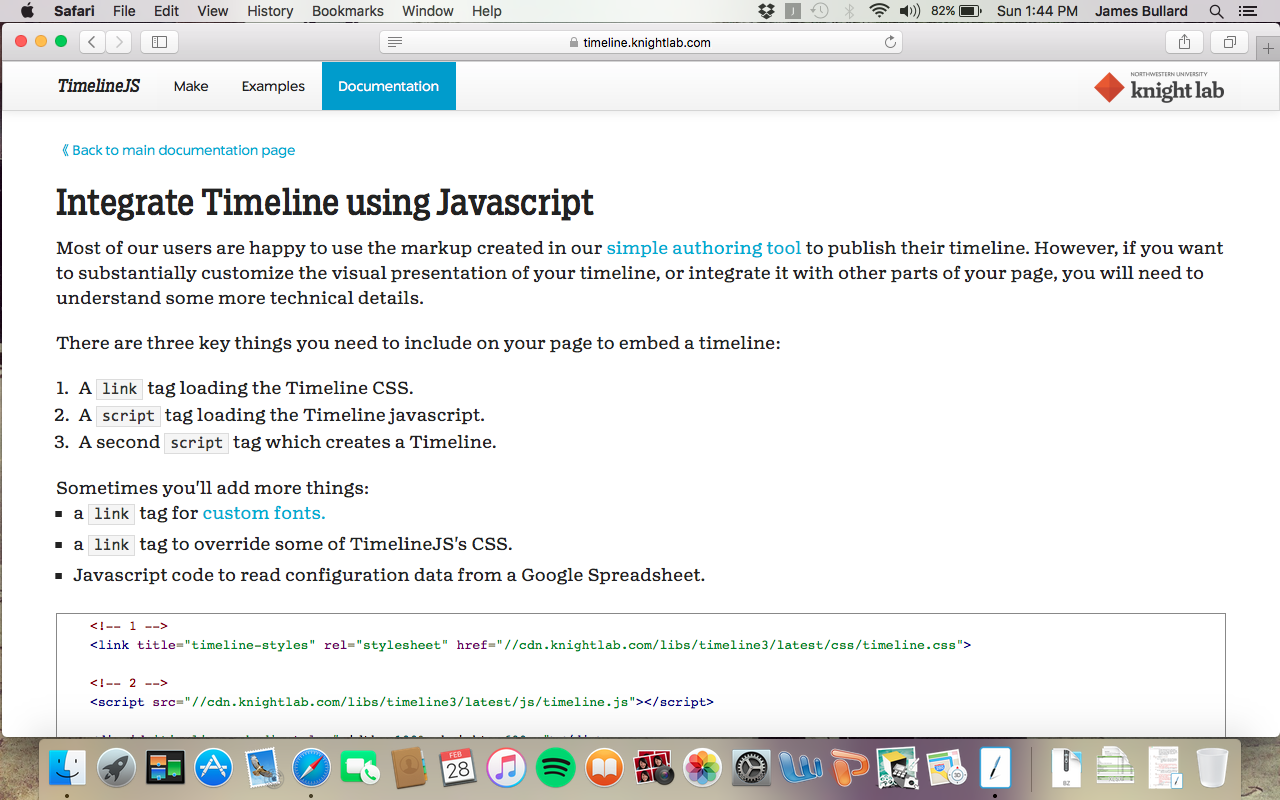 Safari File Edit View History Bookmarks Window Help 82% Sun 1:44 PM James Bullard
timeline.knightlab.com
TimelineJS Make Examples Documentation
NORTHWESTERN UNIVERSITY
knight lab
《 Back to main documentation page
Integrate Timeline using Javascript
Most of our users are happy to use the markup created in our simple authoring tool to publish their timeline. However, if you want
to substantially customize the visual presentation of your timeline, or integrate it with other parts of your page, you will need to
understand some more technical details.
There are three key things you need to include on your page to embed a timeline:
1. A link tag loading the Timeline CSS.
2. A script tag loading the Timeline javascript.
3. A second script tag which creates a Timeline.
Sometimes you'll add more things:
▪ a link tag for custom fonts.
▪ a link tag to override some of TimelineJS's CSS.
▪ Javascript code to read configuration data from a Google Spreadsheet.
<!-- 1 -->
<link title="timeline-styles" rel="stylesheet" href="//cdn.knightlab.com/libs/timeline3/latest/css/timeline.css">
<!-- 2 -->
<script src="//cdn.knightlab.com/libs/timeline3/latest/js/timeline.js"></script>
FEB
28